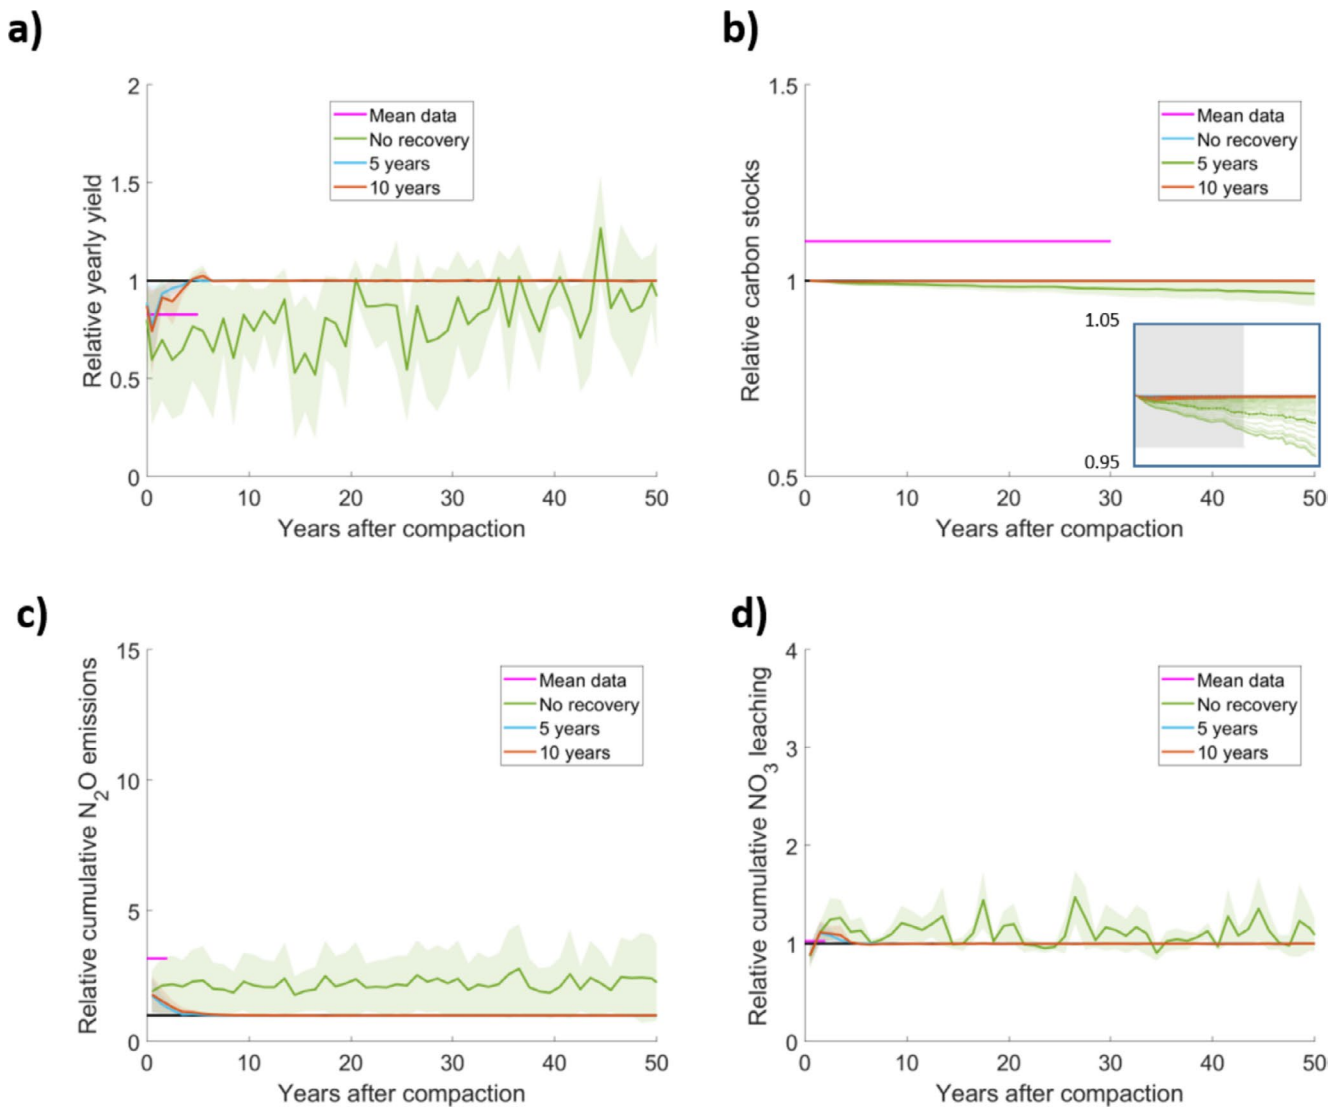 a)
2
1.5
1
0.5
0
Relative yearly yield
Mean data
No recovery
5 years
10 years
0 10 20 30 40 50
Years after compaction
b)
1.5
1
0.5
Relative carbon stocks
Mean data
No recovery
5 years
10 years
1.05
0.95
0 10 20 30 40 50
Years after compaction
c)
15
10
5
0
Relative cumulative N2O emissions
Mean data
No recovery
5 years
10 years
0 10 20 30 40 50
Years after compaction
d)
4
3
2
1
0
Relative cumulative NO3 leaching
Mean data
No recovery
5 years
10 years
0 10 20 30 40 50
Years after compaction